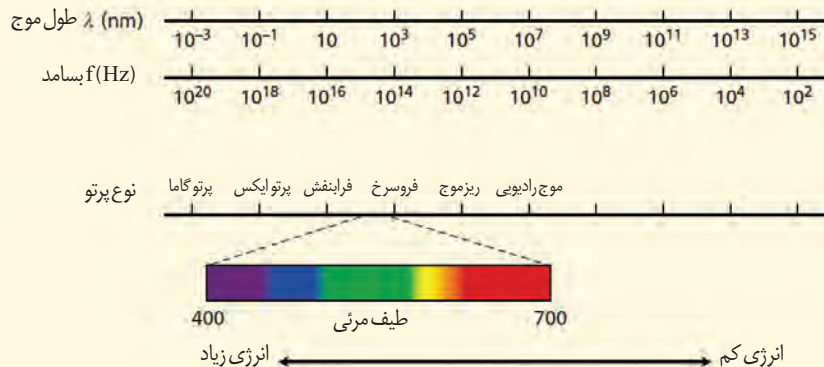 طول موج λ (nm) 10⁻³ 10⁻¹ 10 10³ 10⁵ 10⁷ 10⁹ 10¹¹ 10¹³ 10¹⁵
بسامد f(Hz) 10²⁰ 10¹⁸ 10¹⁶ 10¹⁴ 10¹² 10¹⁰ 10⁸ 10⁶ 10⁴ 10²
نوع پرتو پرتو گاما پرتو ایکس فرابنفش فروسرخ ریزموج موج رادیویی
400 طیف مرئی 700
انرژی زیاد انرژی کم